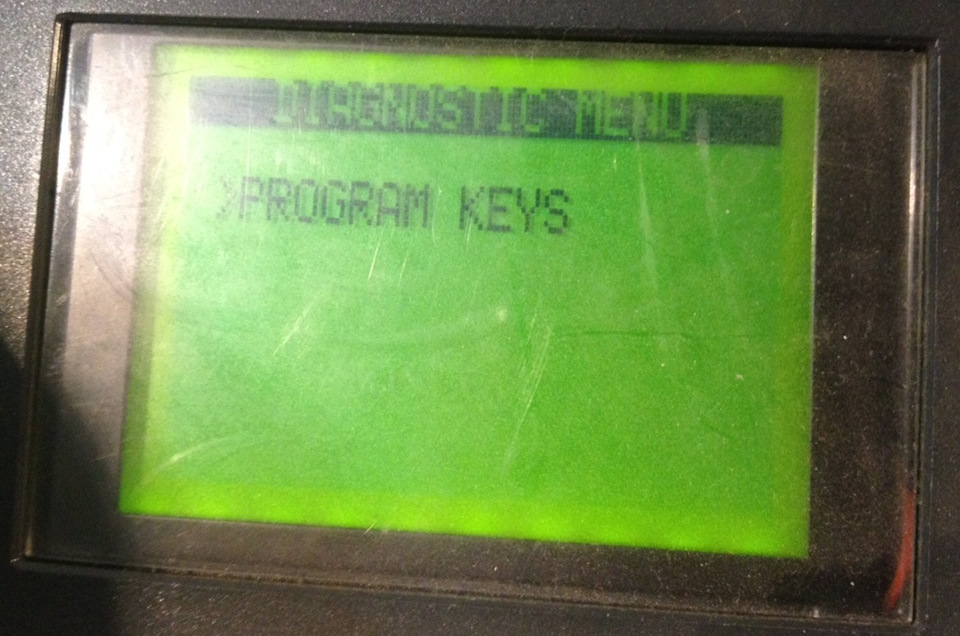 DIAGNOSTIC MENU
>PROGRAM KEYS